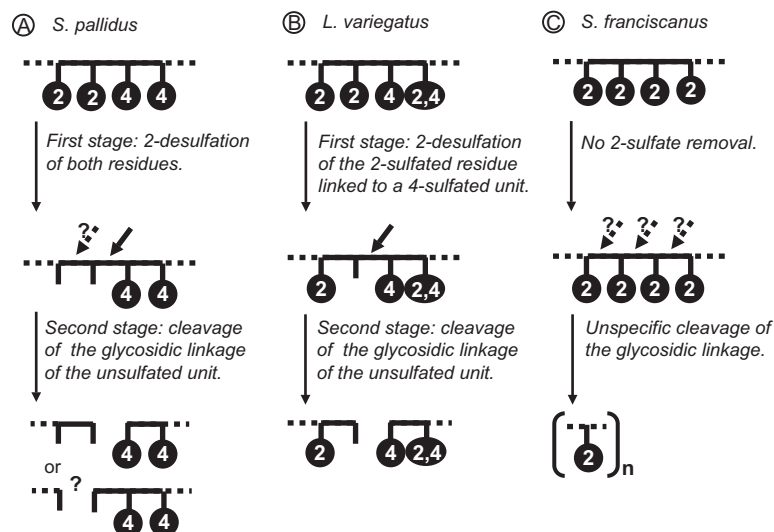 A S. pallidus
2 2 4 4
First stage: 2-desulfation
of both residues.
?
4 4
Second stage: cleavage
of the glycosidic linkage
of the unsulfated unit.
4 4
or
?
4 4
B L. variegatus
2 2 4 2,4
First stage: 2-desulfation
of the 2-sulfated residue
linked to a 4-sulfated unit.
2 4 2,4
Second stage: cleavage
of the glycosidic linkage
of the unsulfated unit.
2 4 2,4
C S. franciscanus
2 2 2 2
No 2-sulfate removal.
? ? ?
2 2 2 2
Unspecific cleavage of
the glycosidic linkage.
2
n